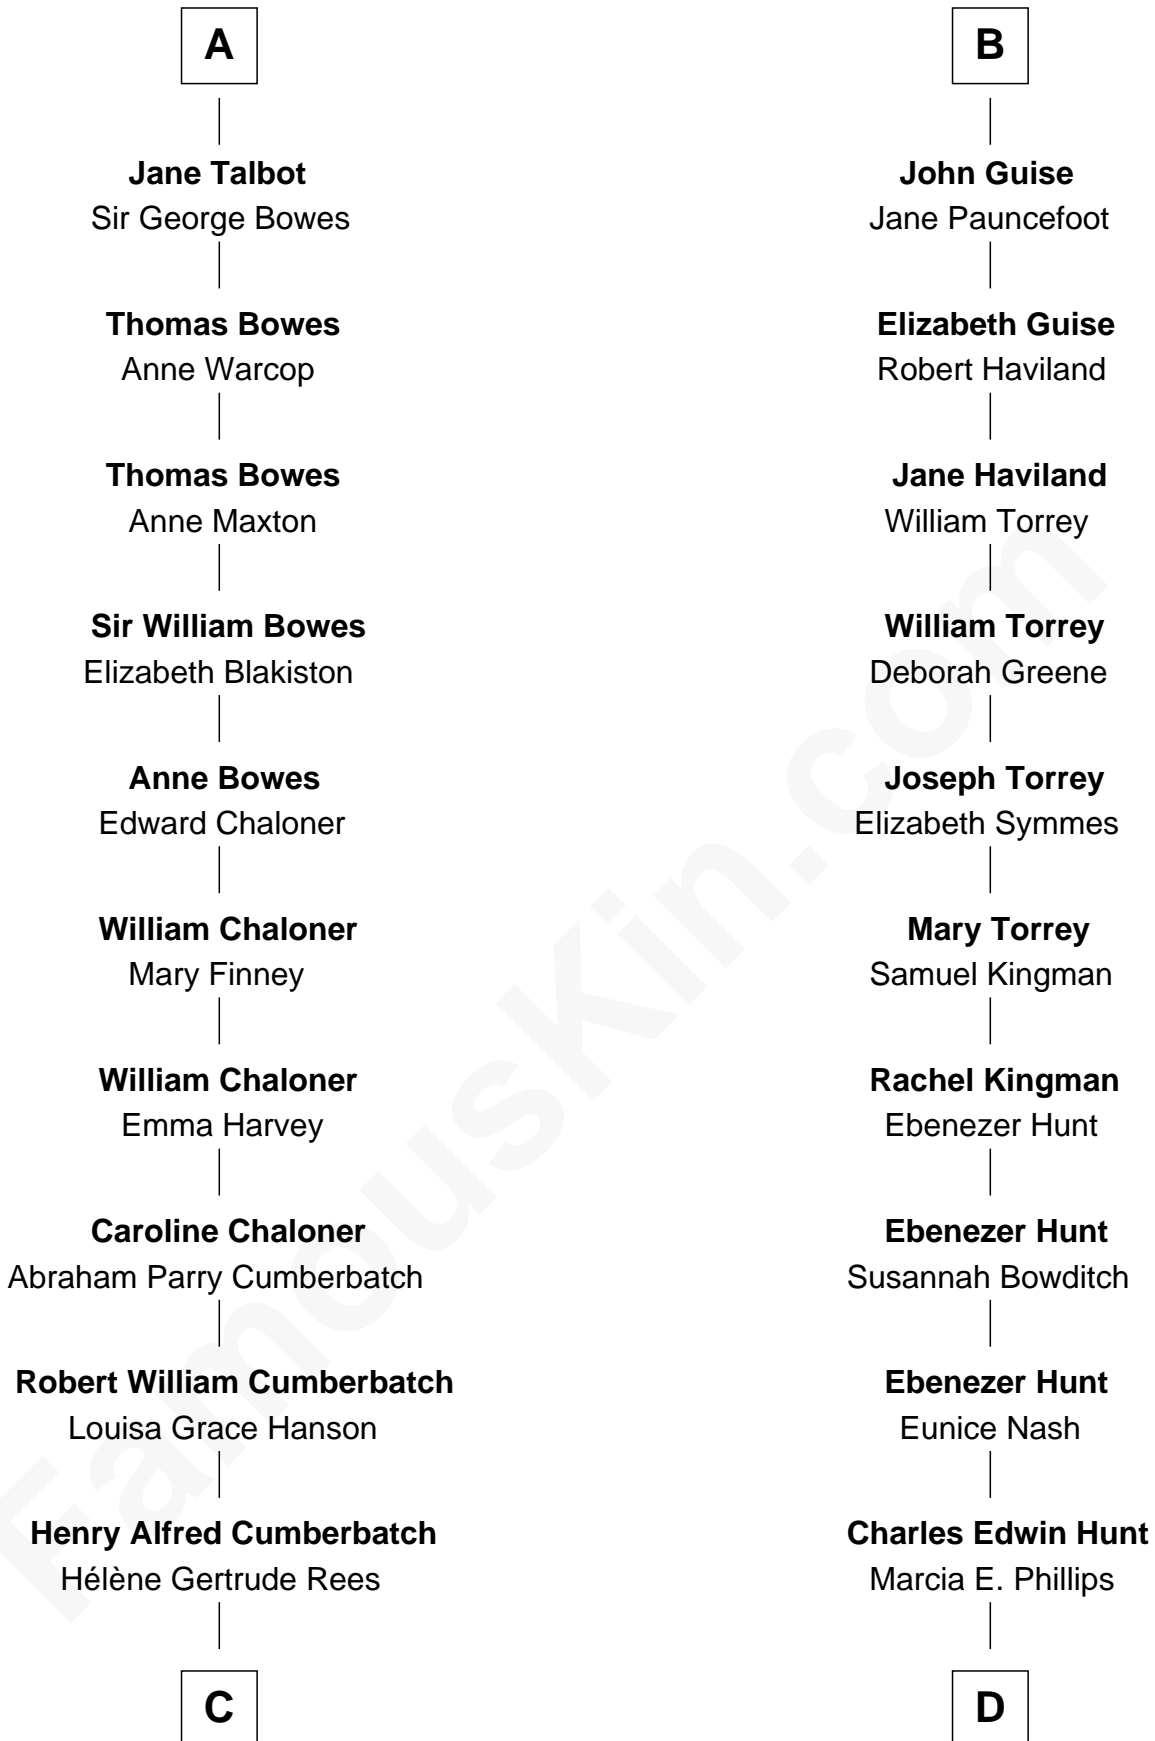 A
Jane Talbot
Sir George Bowes
Thomas Bowes
Anne Warcop
Thomas Bowes
Anne Maxton
Sir William Bowes
Elizabeth Blakiston
Anne Bowes
Edward Chaloner
William Chaloner
Mary Finney
William Chaloner
Emma Harvey
Caroline Chaloner
Abraham Parry Cumberbatch
Robert William Cumberbatch
Louisa Grace Hanson
Henry Alfred Cumberbatch
Hélène Gertrude Rees
C
B
John Guise
Jane Pauncefoot
Elizabeth Guise
Robert Haviland
Jane Haviland
William Torrey
William Torrey
Deborah Greene
Joseph Torrey
Elizabeth Symmes
Mary Torrey
Samuel Kingman
Rachel Kingman
Ebenezer Hunt
Ebenezer Hunt
Susannah Bowditch
Ebenezer Hunt
Eunice Nash
Charles Edwin Hunt
Marcia E. Phillips
D
FamousKin.com